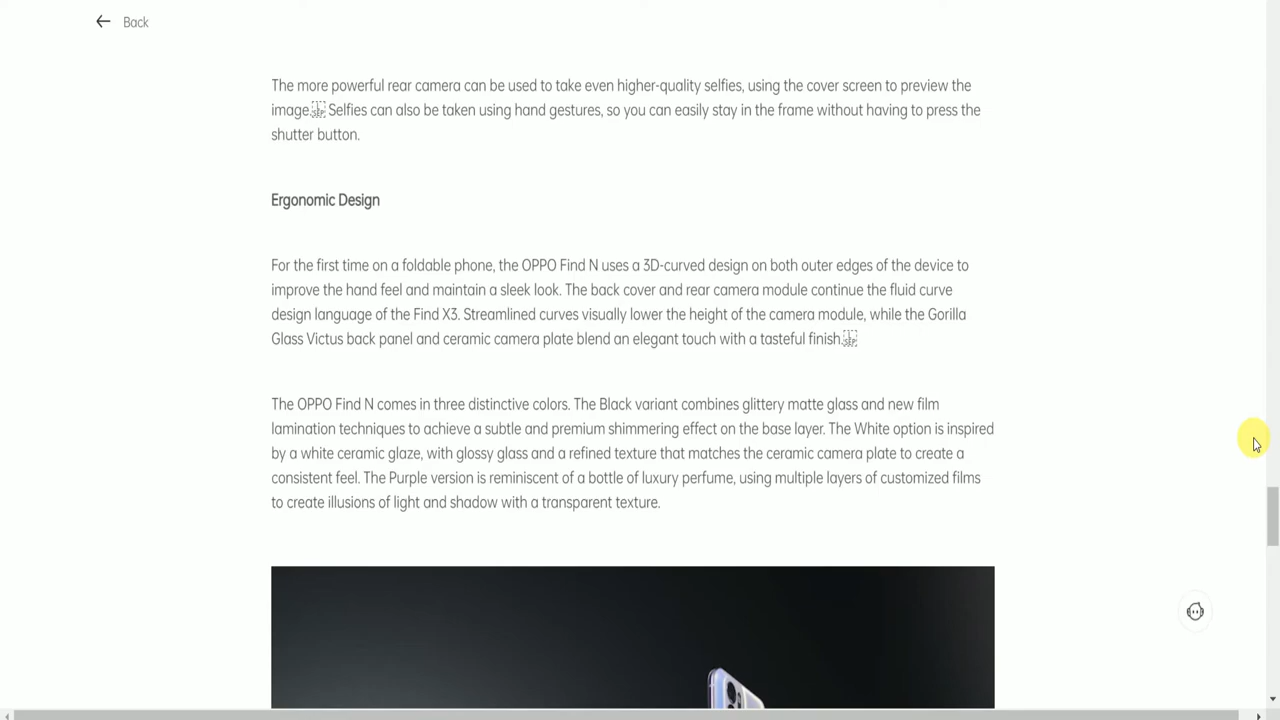 Back
The more powerful rear camera can be used to take even higher-quality selfies, using the cover screen to preview the
image. Selfies can also be taken using hand gestures, so you can easily stay in the frame without having to press the
shutter button.
Ergonomic Design
For the first time on a foldable phone, the OPPO Find N uses a 3D-curved design on both outer edges of the device to
improve the hand feel and maintain a sleek look. The back cover and rear camera module continue the fluid curve
design language of the Find X3. Streamlined curves visually lower the height of the camera module, while the Gorilla
Glass Victus back panel and ceramic camera plate blend an elegant touch with a tasteful finish.
The OPPO Find N comes in three distinctive colors. The Black variant combines glittery matte glass and new film
lamination techniques to achieve a subtle and premium shimmering effect on the base layer. The White option is inspired
by a white ceramic glaze, with glossy glass and a refined texture that matches the ceramic camera plate to create a
consistent feel. The Purple version is reminiscent of a bottle of luxury perfume, using multiple layers of customized films
to create illusions of light and shadow with a transparent texture.